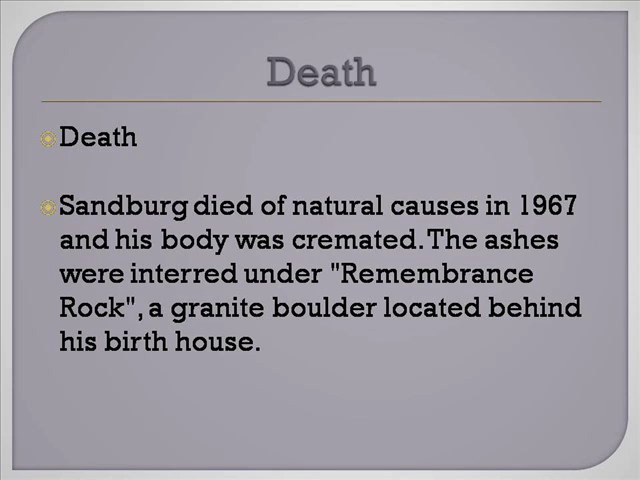 Death
Death
Sandburg died of natural causes in 1967
and his body was cremated. The ashes
were interred under "Remembrance
Rock", a granite boulder located behind
his birth house.